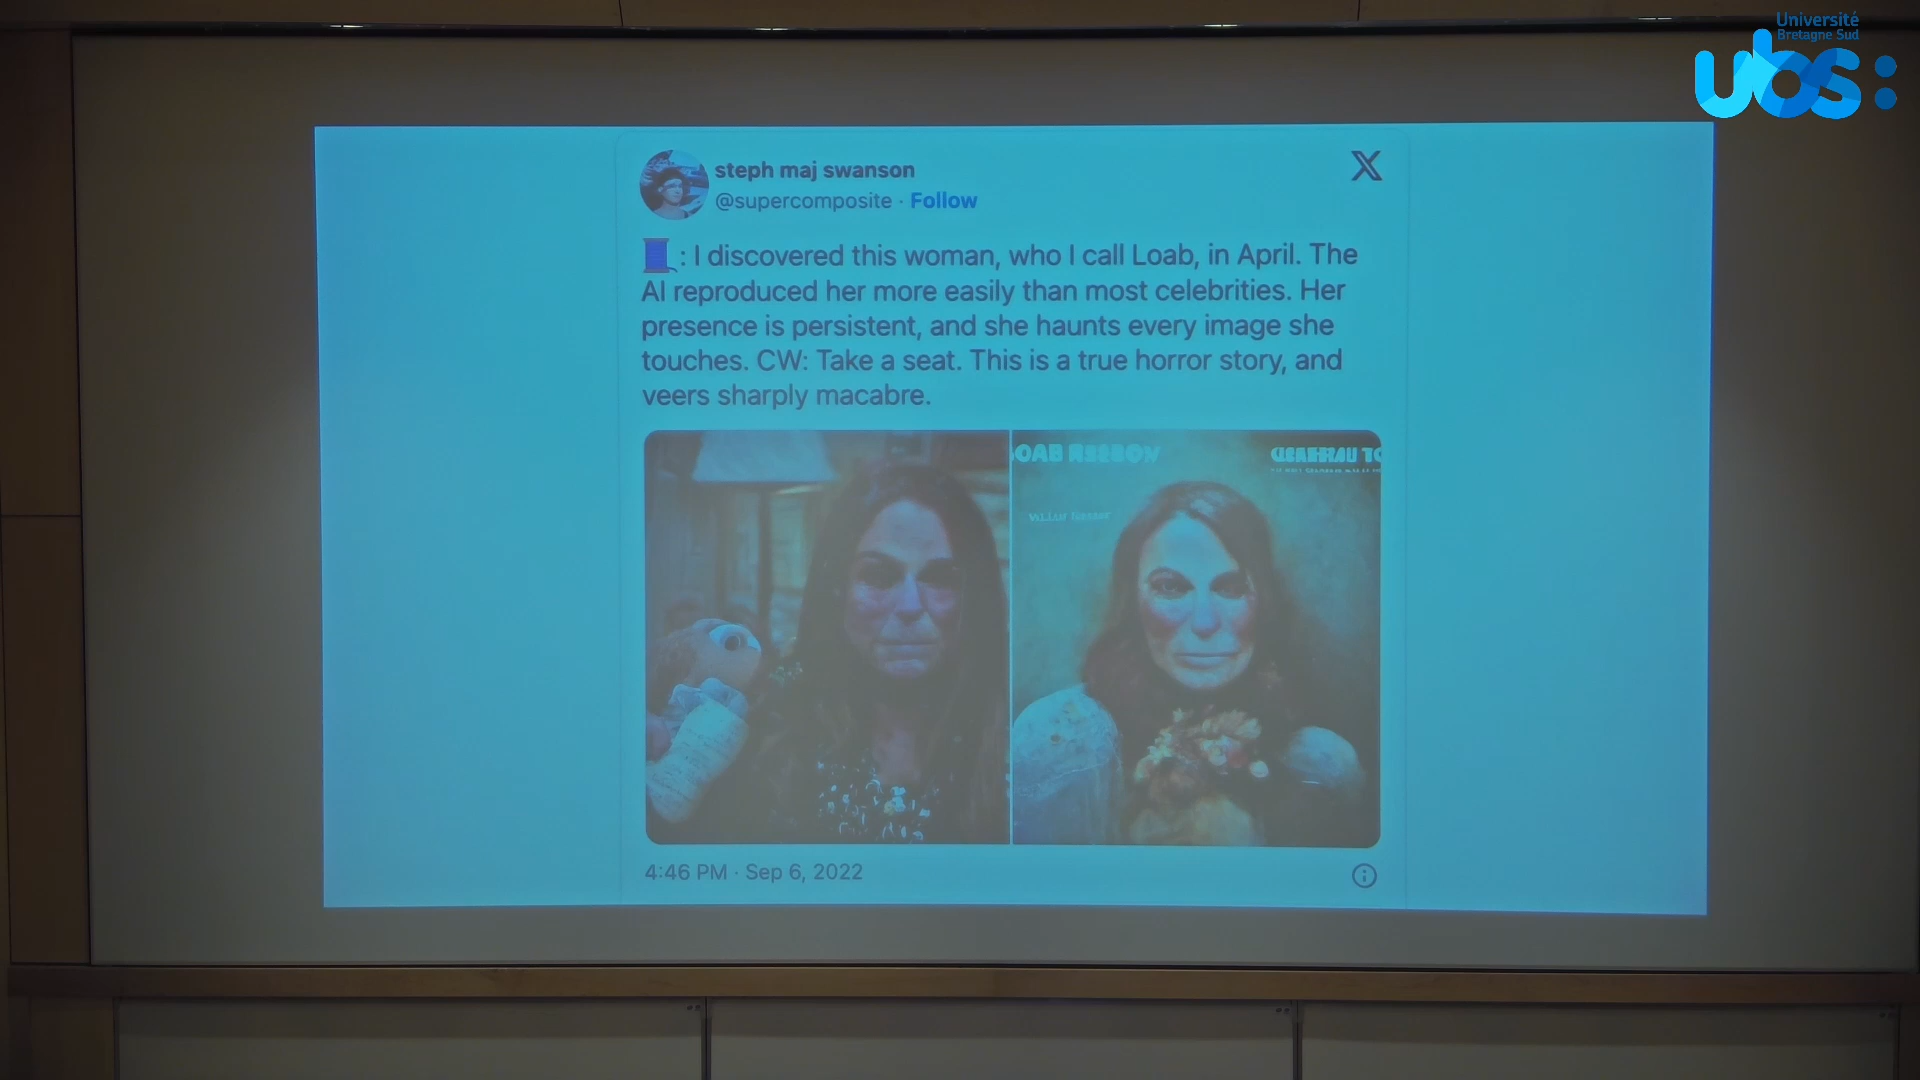 Université
Bretagne Sud
ubs:
steph maj swanson
@supercomposite · Follow
🧵: I discovered this woman, who I call Loab, in April. The
AI reproduced her more easily than most celebrities. Her
presence is persistent, and she haunts every image she
touches. CW: Take a seat. This is a true horror story, and
veers sharply macabre.
OAB
4:46 PM · Sep 6, 2022